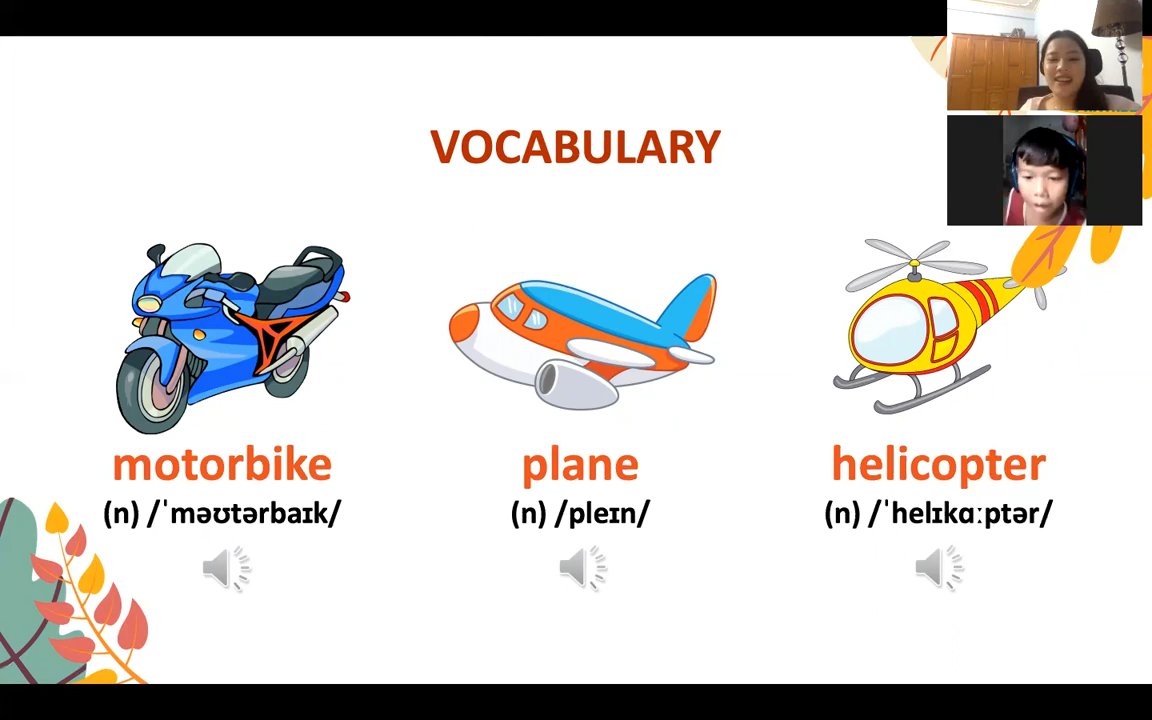 VOCABULARY
motorbike
(n) /ˈməʊtərbaɪk/
plane
(n) /pleɪn/
helicopter
(n) /ˈhelɪkɑːptər/